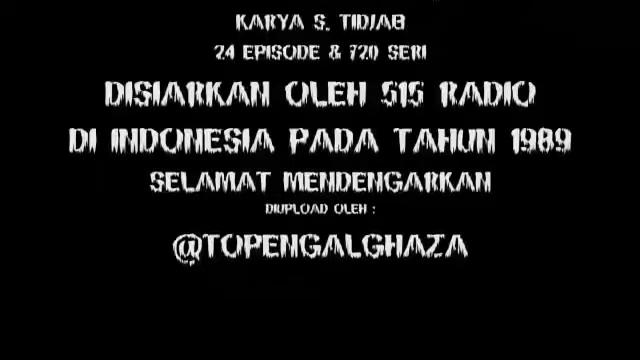 KARYA S. TIDJAB
24 EPISODE & 720 SERI
DISIARKAN OLEH 515 RADIO
DI INDONESIA PADA TAHUN 1989
SELAMAT MENDENGARKAN
DIUPLOAD OLEH :
@TOPENGALGHAZA